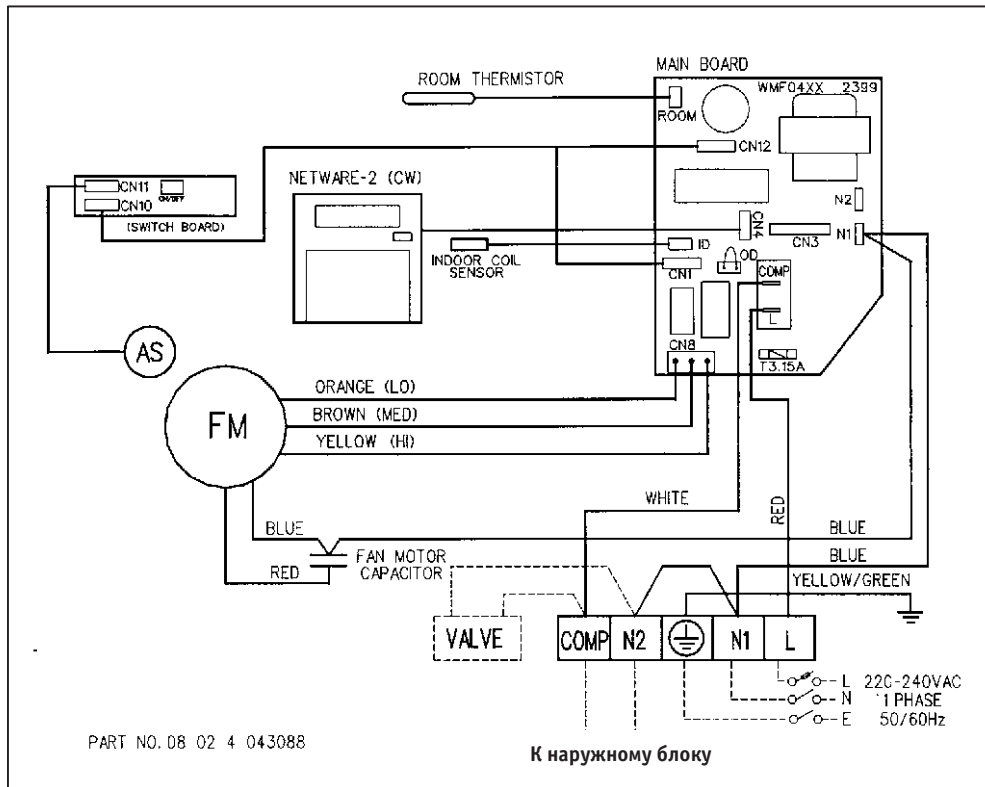 MAIN BOARD
ROOM THERMISTOR
WMF04XX 2399
ROOM
CN12
NETWARE-2 (CW)
CN11
ON/OFF
CN10
(SWITCH BOARD)
N2
CN4
CN3
N1
ID
INDOOR COIL
SENSOR
CN1
OD
COMP
L
CN8
T3.15A
AS
ORANGE (LO)
BROWN (MED)
YELLOW (HI)
FM
WHITE
RED
BLUE
BLUE
FAN MOTOR
CAPACITOR
RED
BLUE
YELLOW/GREEN
VALVE
COMP
N2
N1
L
L 220-240VAC
N 1 PHASE
E 50/60Hz
PART NO. 08 02 4 043088
К наружному блоку